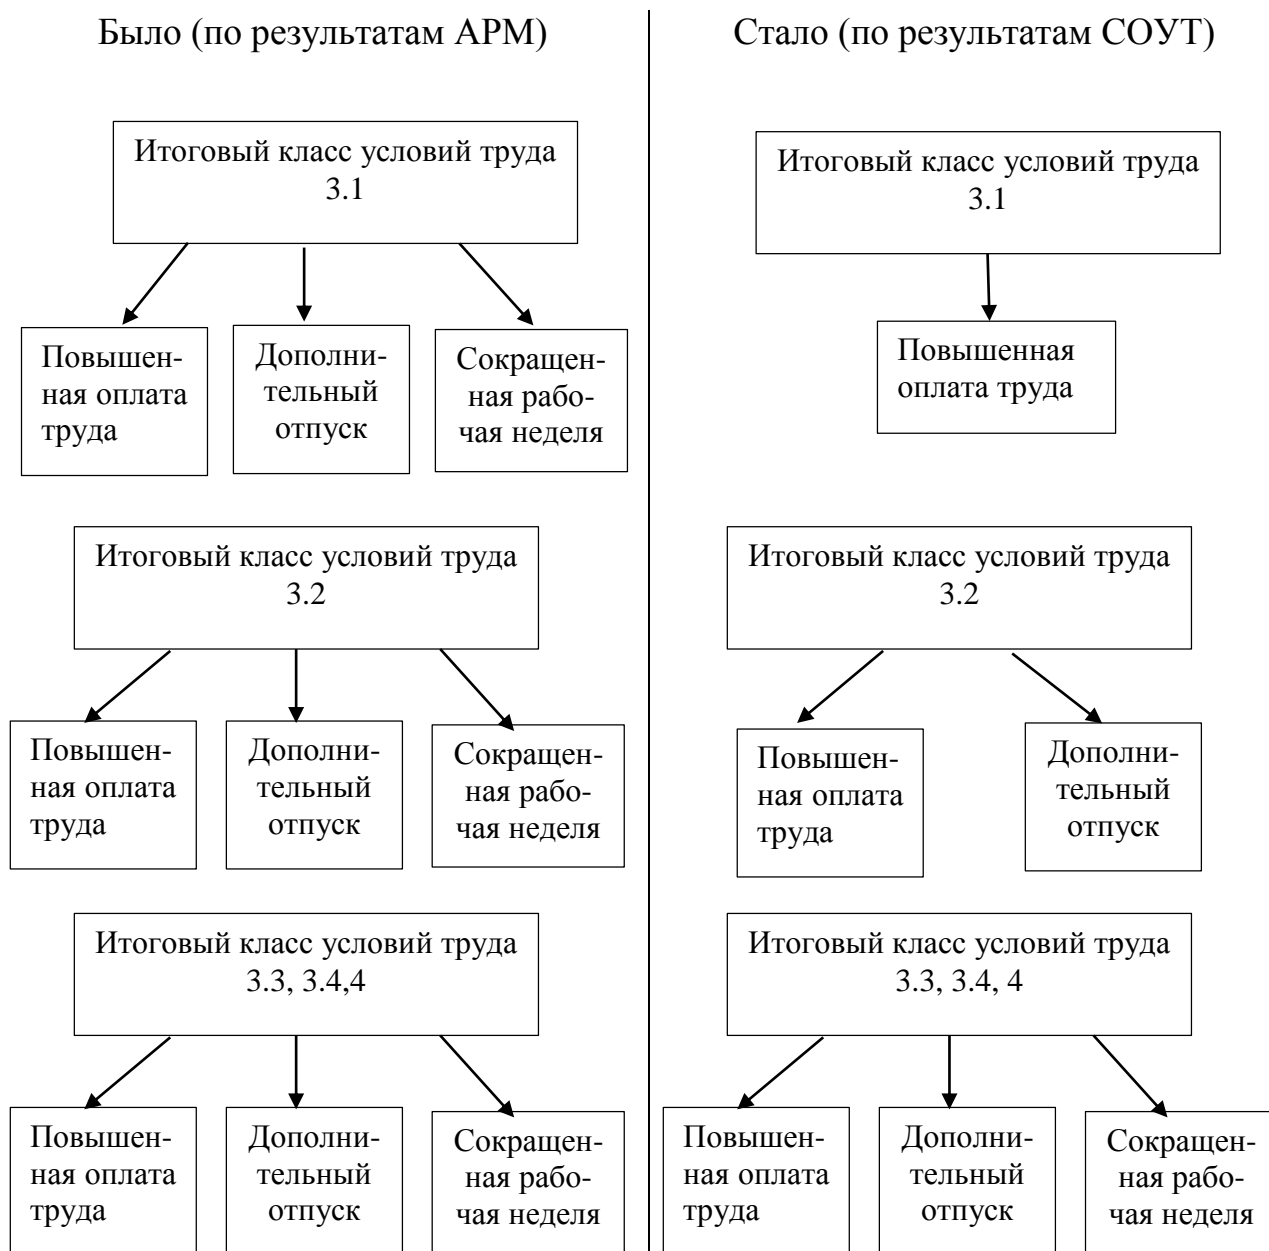 Было (по результатам АРМ)
Стало (по результатам СОУТ)
Итоговый класс условий труда
3.1
Повышен-
ная оплата
труда
Дополни-
тельный
отпуск
Сокращен-
ная рабо-
чая неделя
Итоговый класс условий труда
3.1
Повышенная
оплата труда
Итоговый класс условий труда
3.2
Повышен-
ная оплата
труда
Дополни-
тельный
отпуск
Сокращен-
ная рабо-
чая неделя
Итоговый класс условий труда
3.2
Повышен-
ная оплата
труда
Дополни-
тельный
отпуск
Итоговый класс условий труда
3.3, 3.4,4
Повышен-
ная оплата
труда
Дополни-
тельный
отпуск
Сокращен-
ная рабо-
чая неделя
Итоговый класс условий труда
3.3, 3.4, 4
Повышен-
ная оплата
труда
Дополни-
тельный
отпуск
Сокращен-
ная рабо-
чая неделя